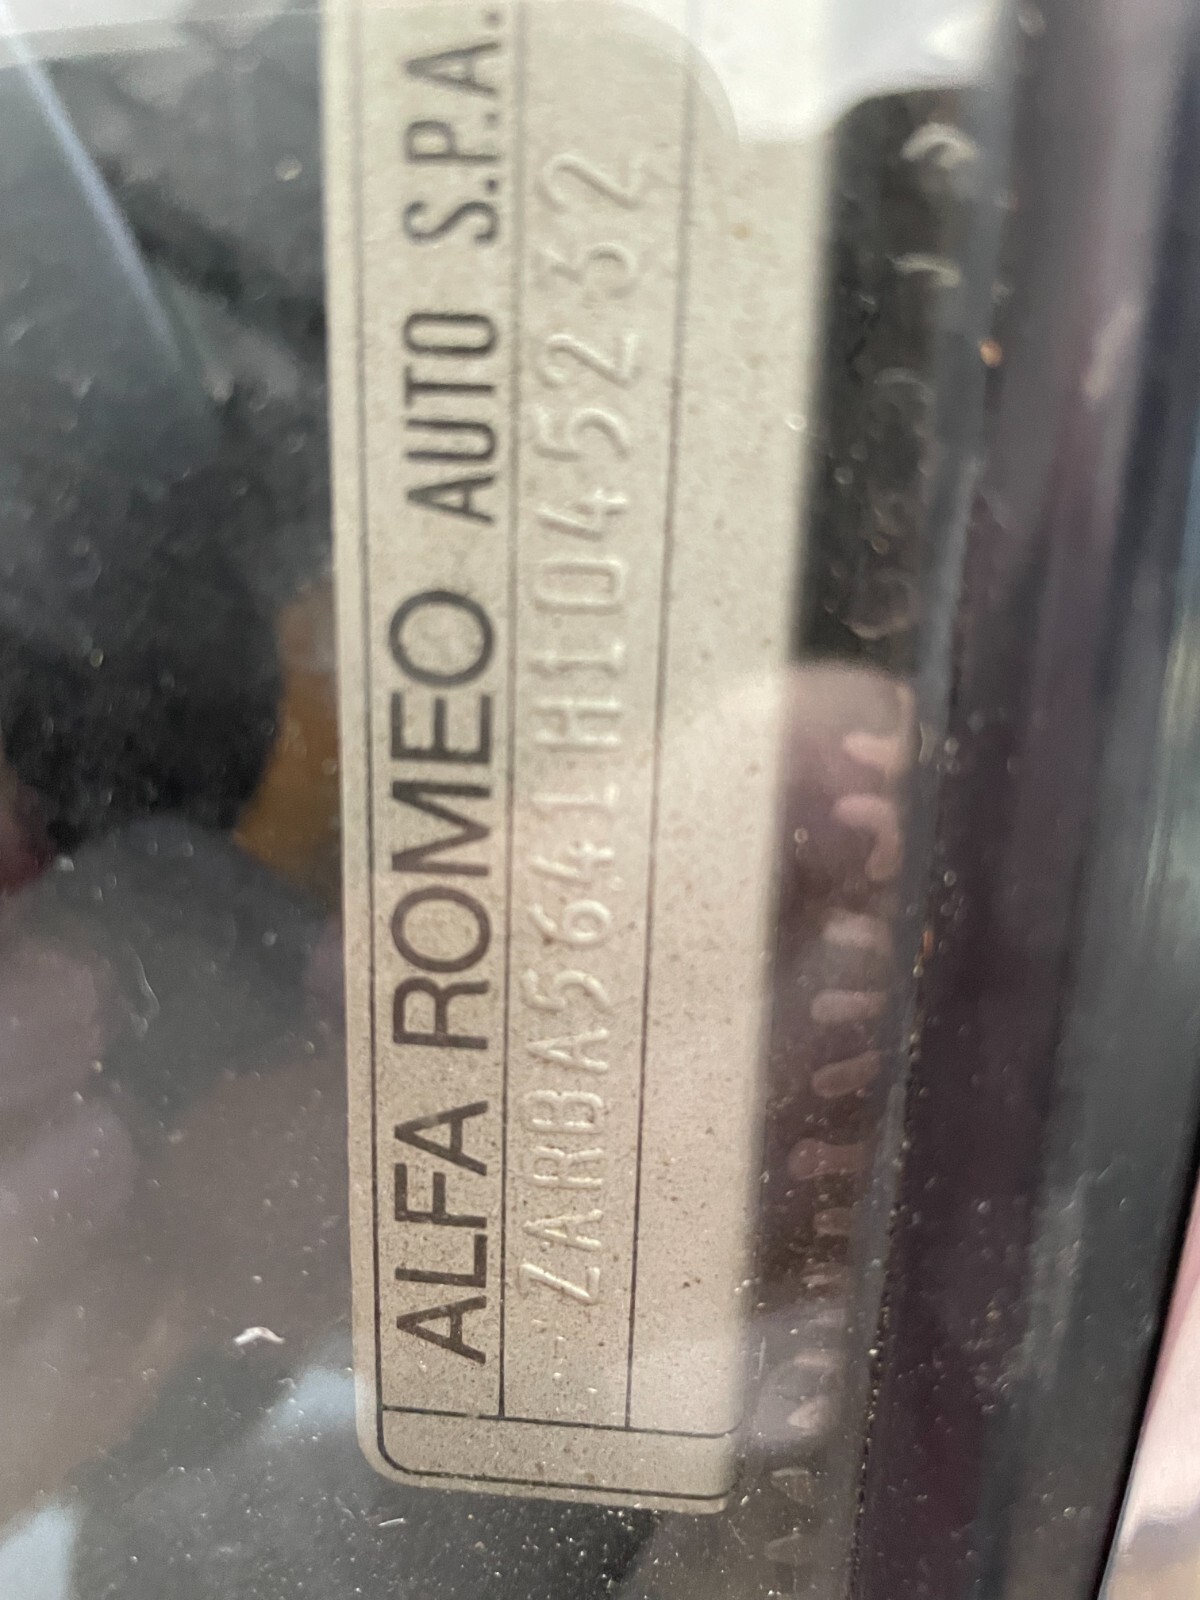 ALFA ROMEO AUTO S.P.A.
ZARBA5641H1045232